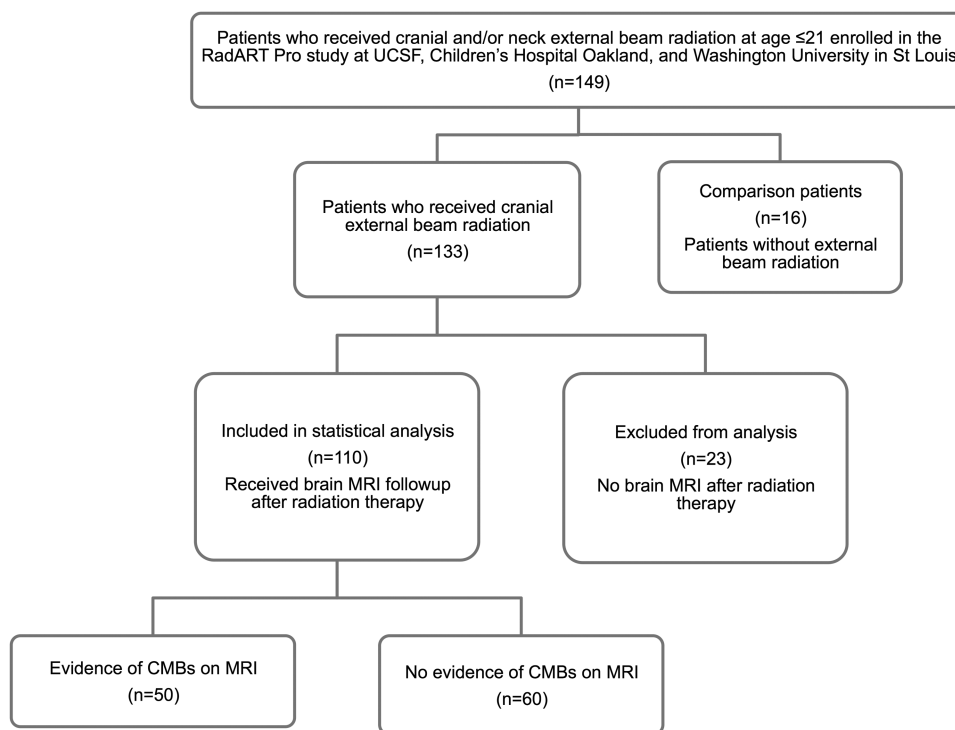 Patients who received cranial and/or neck external beam radiation at age ≤21 enrolled in the
RadART Pro study at UCSF, Children's Hospital Oakland, and Washington University in St Louis
(n=149)
Patients who received cranial
external beam radiation
(n=133)
Comparison patients
(n=16)
Patients without external
beam radiation
Included in statistical analysis
(n=110)
Received brain MRI followup
after radiation therapy
Excluded from analysis
(n=23)
No brain MRI after radiation
therapy
Evidence of CMBs on MRI
(n=50)
No evidence of CMBs on MRI
(n=60)